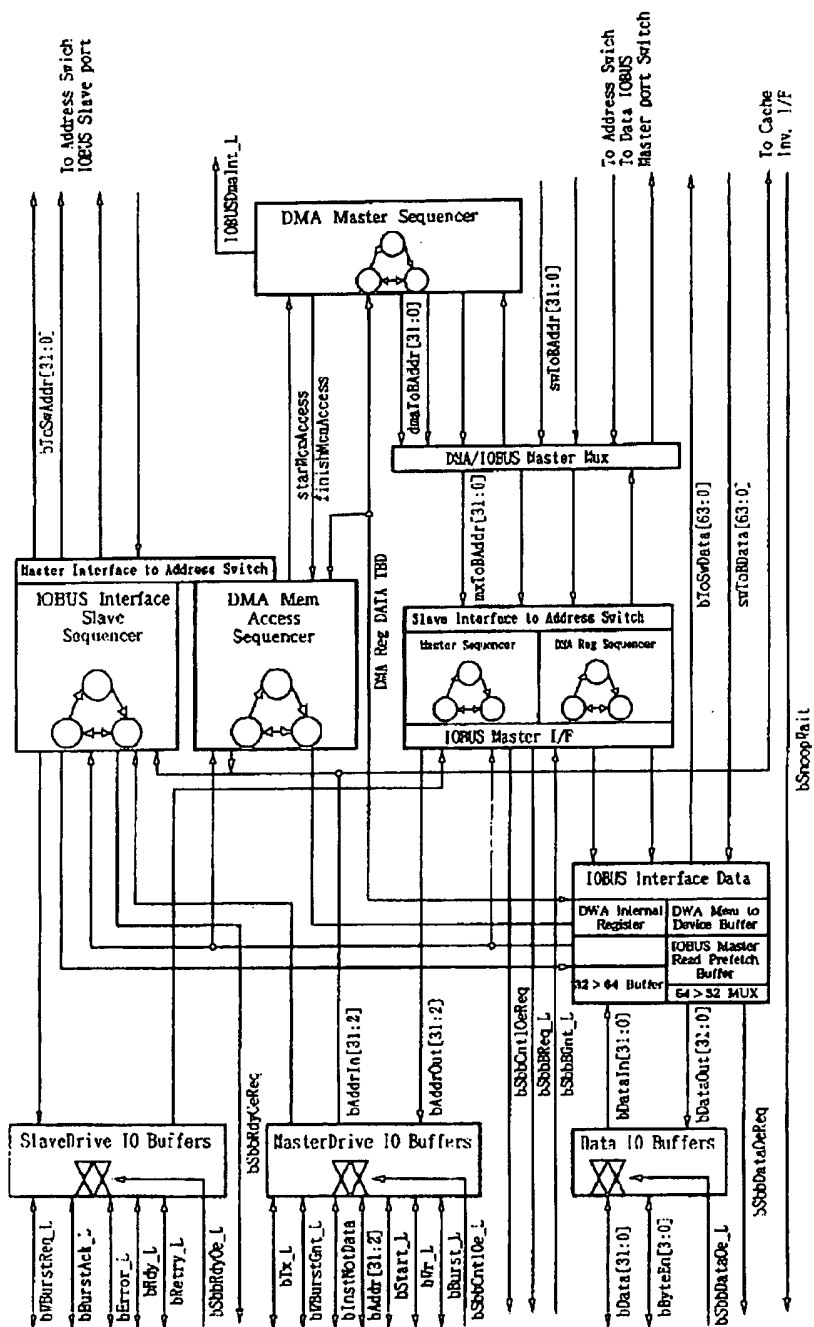 To Address Swich
IOBUS Slave port
To Address Swich
To Data IOBUS
Master port Switch
To Cache
Inv. I/F
IOBUSDmaInt_L
DMA Master Sequencer
bToSwAddr[31:0]
starMcmAccess
finishMcmAccess
dmaToBAddr[31:0]
swToBAddr[31:0]
DMA/IOBUS Master Mux
mxToBAddr[31:0]
bToSwData[63:0]
swToBData[63:0]
Master Interface to Address Switch
IOBUS Interface
Slave
Sequencer
DMA Mem
Access
Sequencer
DMA Reg DATA TBD
Slave Interface to Address Switch
Master Sequencer
DMA Reg Sequencer
IOBUS Master I/F
bSnoopWait
IOBUS Interface Data
DWA Internal
Register
DWA Mem to
Device Buffer
IOBUS Master
Read Prefetch
Buffer
32 > 64 Buffer
64 > 32 MUX
bSbbRdyOeReq
bAddrIn[31:2]
bAddrOut[31:2]
bSbbCntlOeReq
bSbbBReq_L
bSbbBGnt_L
bDataIn[31:0]
bDataOut[32:0]
bSbbDataOeReq
SlaveDrive IO Buffers
MasterDrive IO Buffers
Data IO Buffers
bWBurstReq_L
bBurstAck_L
bError_L
bRdy_L
bRetry_L
bSbbRdyOe_L
bTx_L
bWBurstGnt_L
bInstNotData
bAddr[31:2]
bStart_L
bWr_L
bBurst_L
bSbbCntlOe_L
bData[31:0]
bByteEn[3:0]
bSbbDataOe_L